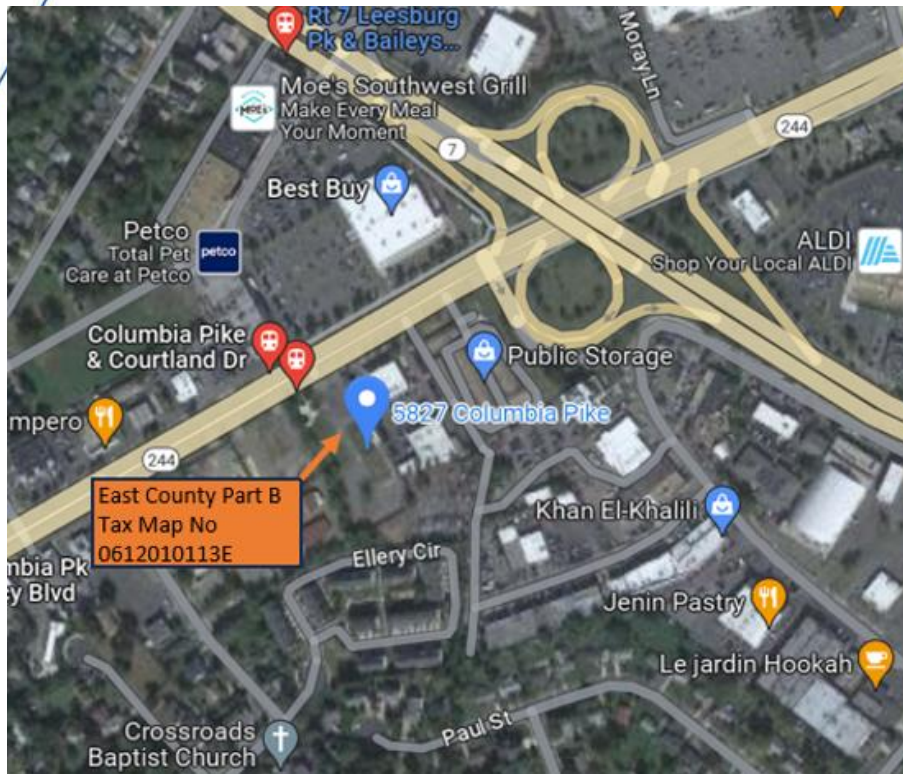 Rt 7 Leesburg
Pk & Baileys...
Moray Ln
MOE'S
Moe's Southwest Grill
Make Every Meal
Your Moment
244
7
Best Buy
Petco
Total Pet
Care at Petco
petco
ALDI
Shop Your Local ALDI
Columbia Pike
& Courtland Dr
Public Storage
mpero
5827 Columbia Pike
244
East County Part B
Tax Map No
0612010113E
Khan El-Khalili
Ellery Cir
mbia Pk
cy Blvd
Jenin Pastry
Le jardin Hookah
Paul St
Crossroads
Baptist Church